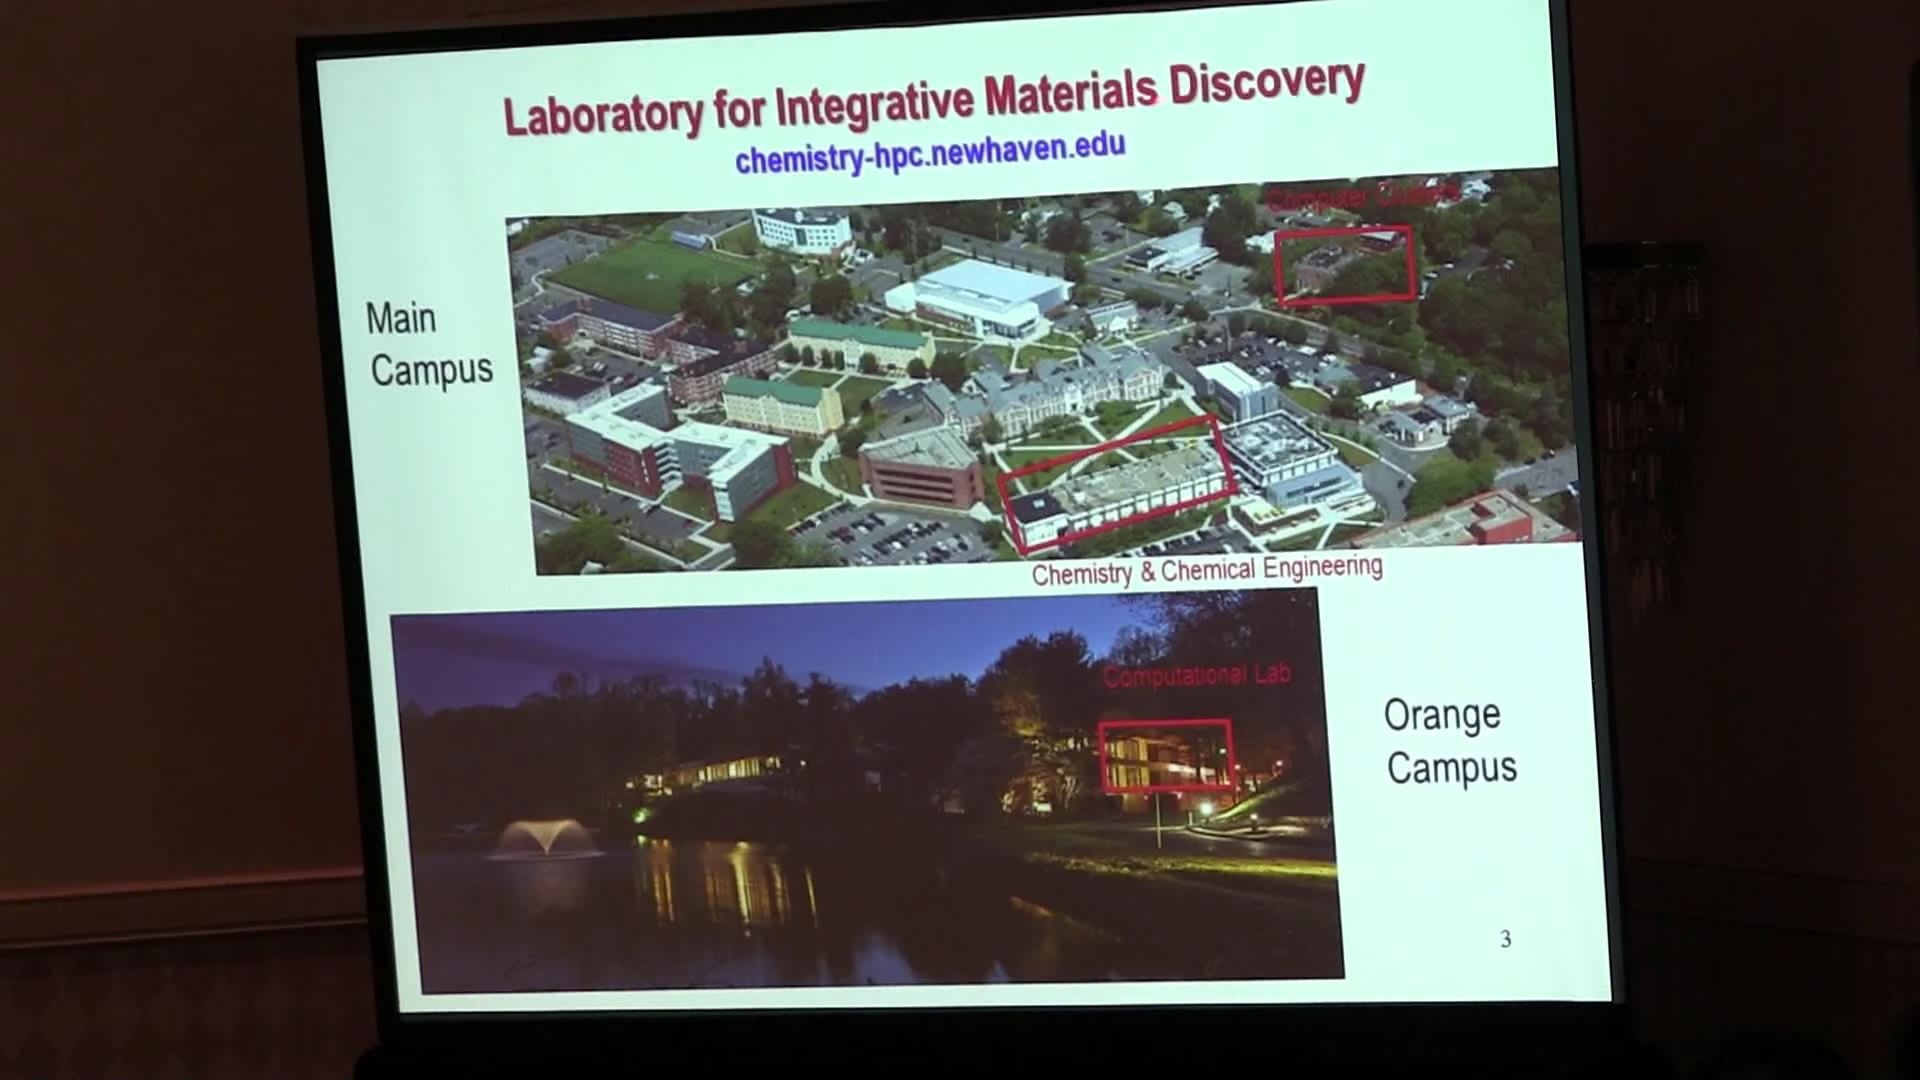 Laboratory for Integrative Materials Discovery
chemistry-hpc.newhaven.edu
Computer Clusters
Main
Campus
Chemistry & Chemical Engineering
Computational Lab
Orange
Campus
3